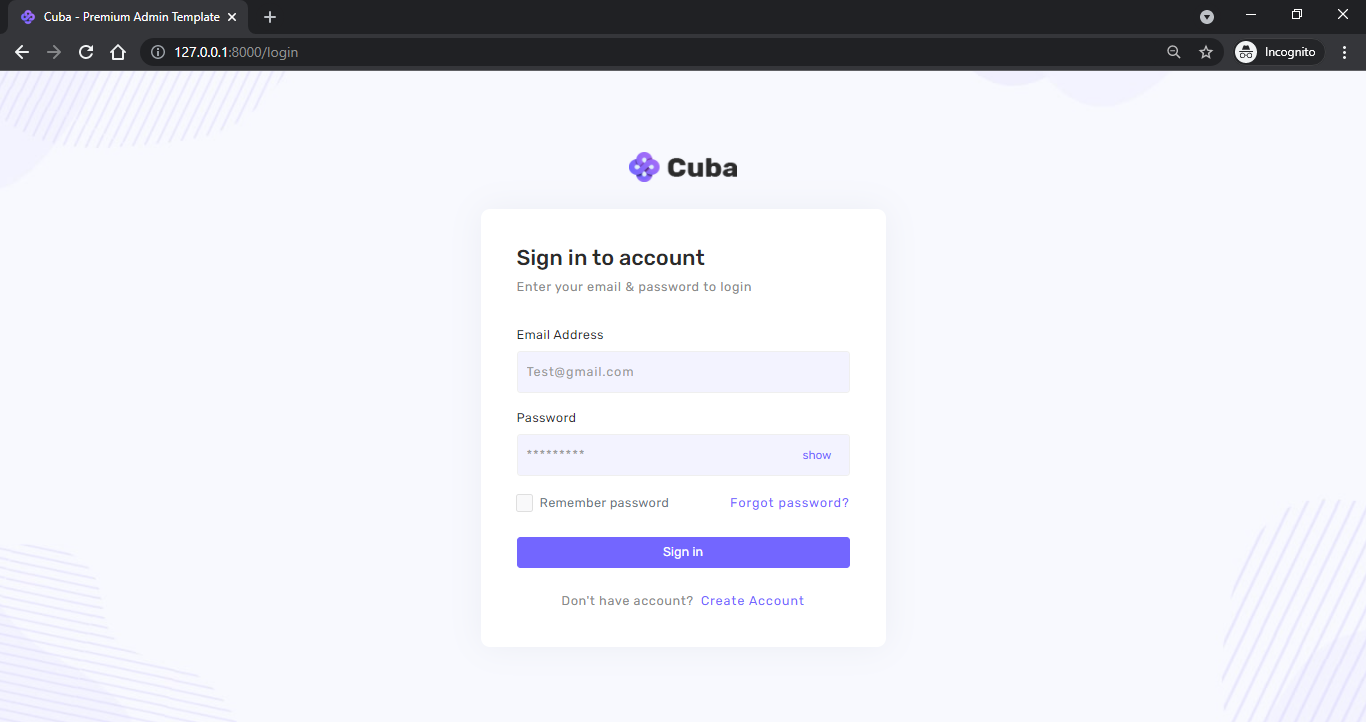 Cuba - Premium Admin Template
127.0.0.1:8000/login
Incognito
Cuba
Sign in to account
Enter your email & password to login
Email Address
Test@gmail.com
Password
********* show
Remember password Forgot password?
Sign in
Don't have account? Create Account